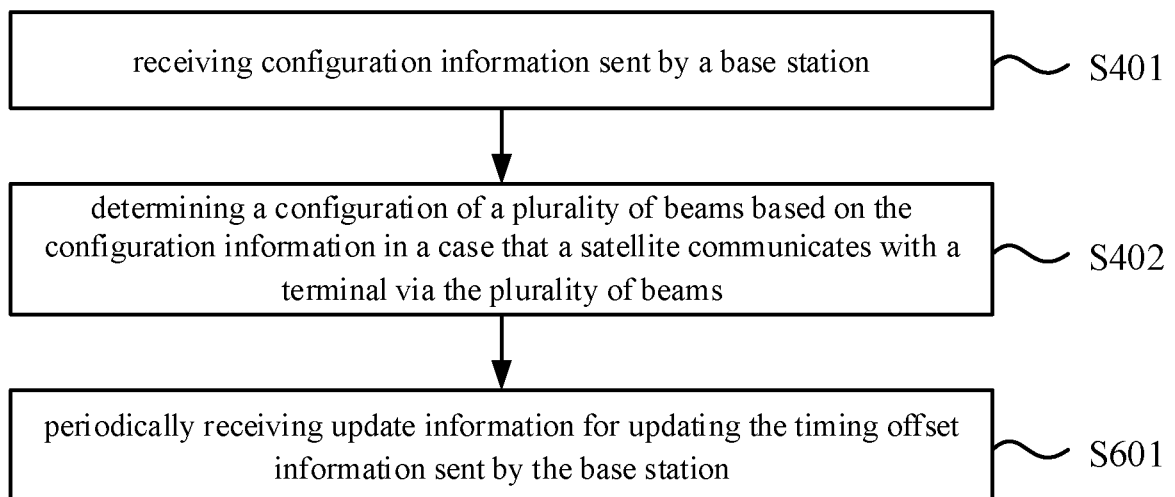 receiving configuration information sent by a base station
S401
determining a configuration of a plurality of beams based on the
configuration information in a case that a satellite communicates with a
terminal via the plurality of beams
S402
periodically receiving update information for updating the timing offset
information sent by the base station
S601